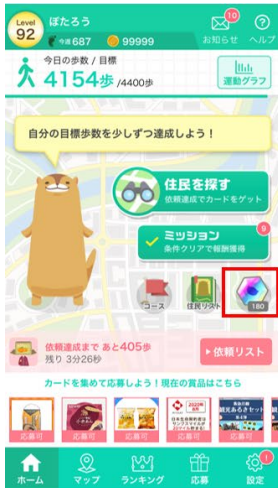 Level
92
ぽたろう
今週 687
99999
10
お知らせ
ヘルプ
今日の歩数 / 目標
4154歩 /4400歩
運動グラフ
自分の目標歩数を少しずつ達成しよう！
住民を探す
依頼達成でカードをゲット
9
ミッション
条件クリアで報酬獲得
コース
住民リスト
180
依頼達成まで あと405歩
残り 3分26秒
依頼リスト
カードを集めて応募しよう！現在の賞品はこちら
応募可
応募可
応募可
応募可
応募可
ホーム
マップ
ランキング
応募
設定